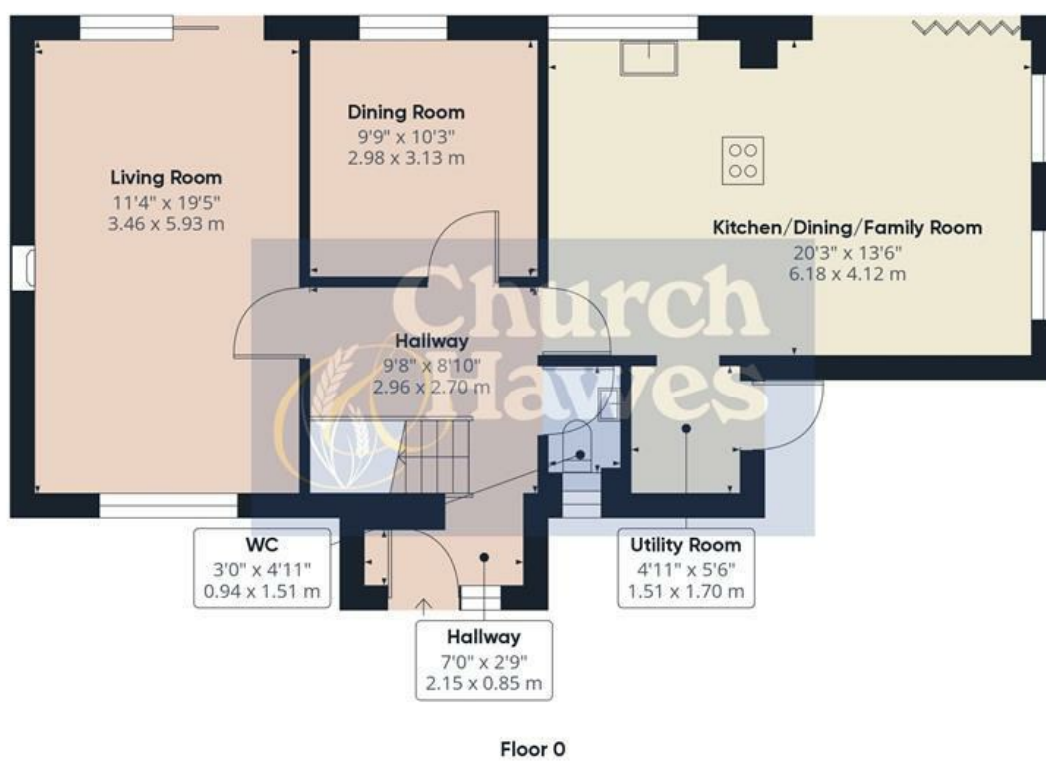 Dining Room
9'9" x 10'3"
2.98 x 3.13 m
Living Room
11'4" x 19'5"
3.46 x 5.93 m
Kitchen/Dining/Family Room
20'3" x 13'6"
6.18 x 4.12 m
Church
Hawes
Hallway
9'8" x 8'10"
2.96 x 2.70 m
WC
3'0" x 4'11"
0.94 x 1.51 m
Utility Room
4'11" x 5'6"
1.51 x 1.70 m
Hallway
7'0" x 2'9"
2.15 x 0.85 m
Floor 0